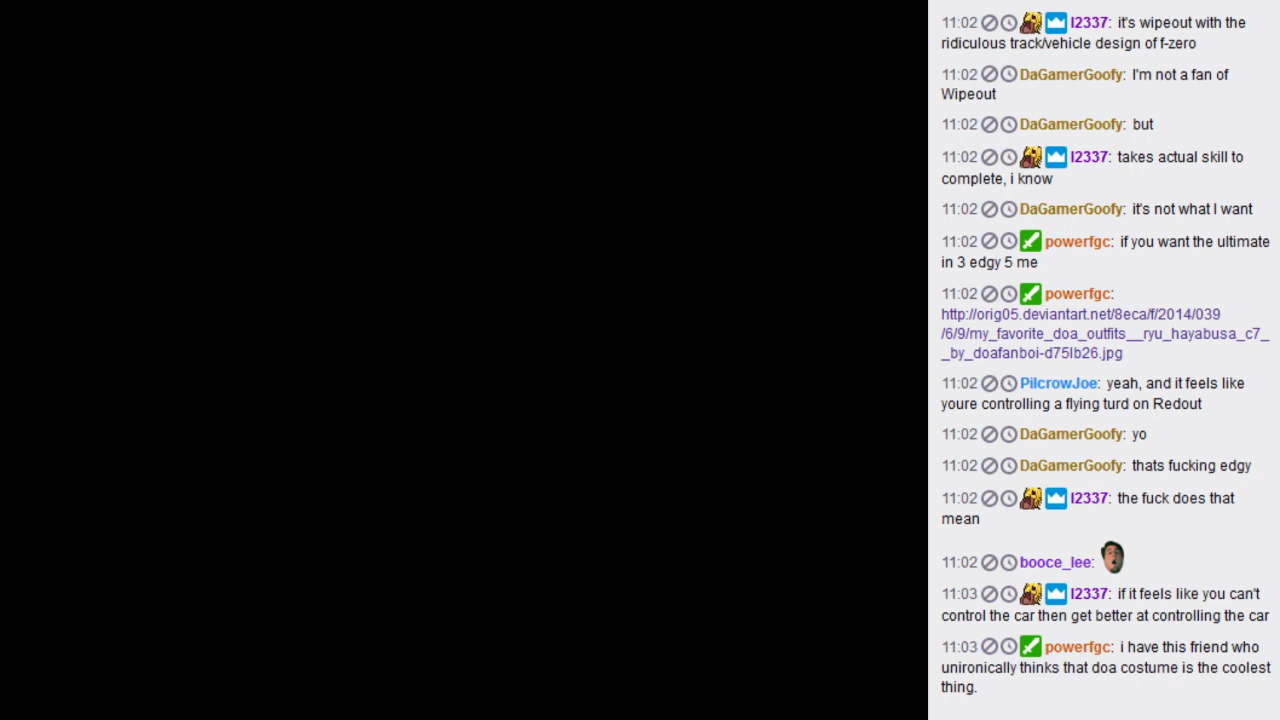 11:02 l2337: it's wipeout with the
ridiculous track/vehicle design of f-zero
11:02 DaGamerGoofy: I'm not a fan of
Wipeout
11:02 DaGamerGoofy: but
11:02 l2337: takes actual skill to
complete, i know
11:02 DaGamerGoofy: it's not what I want
11:02 powerfgc: if you want the ultimate
in 3 edgy 5 me
11:02 powerfgc:
http://orig05.deviantart.net/8eca/f/2014/039
/6/9/my_favorite_doa_outfits__ryu_hayabusa_c7_
_by_doafanboi-d75lb26.jpg
11:02 PilcrowJoe: yeah, and it feels like
youre controlling a flying turd on Redout
11:02 DaGamerGoofy: yo
11:02 DaGamerGoofy: thats fucking edgy
11:02 l2337: the fuck does that
mean
11:02 booce_lee:
11:03 l2337: if it feels like you can't
control the car then get better at controlling the car
11:03 powerfgc: i have this friend who
unironically thinks that doa costume is the coolest
thing.